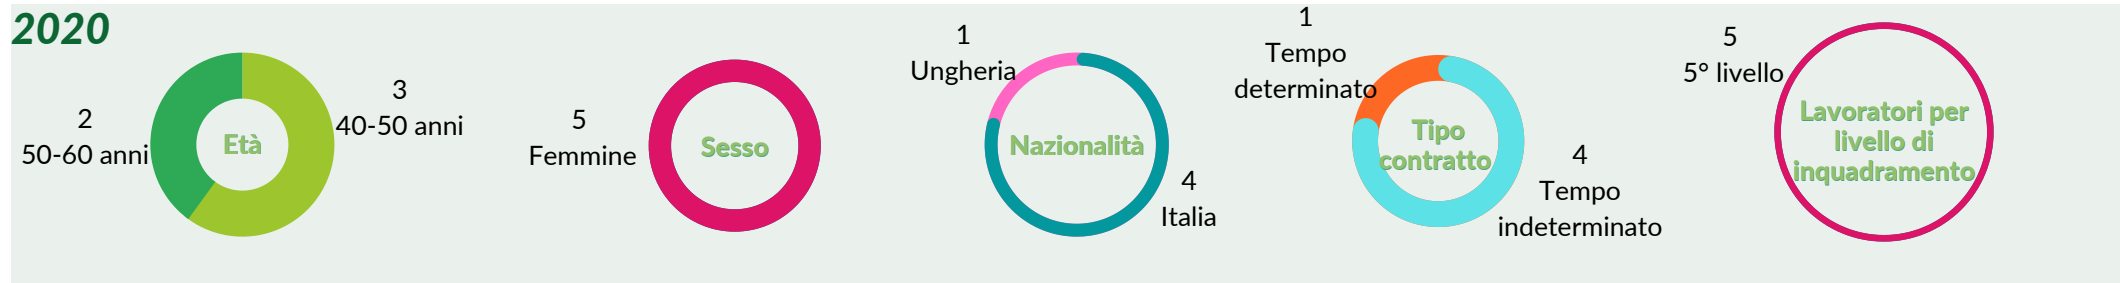 2020
2
50-60 anni
Età
3
40-50 anni
5
Femmine
Sesso
1
Ungheria
Nazionalità
4
Italia
1
Tempo
determinato
Tipo
contratto
4
Tempo
indeterminato
5
5° livello
Lavoratori per
livello di
inquadramento